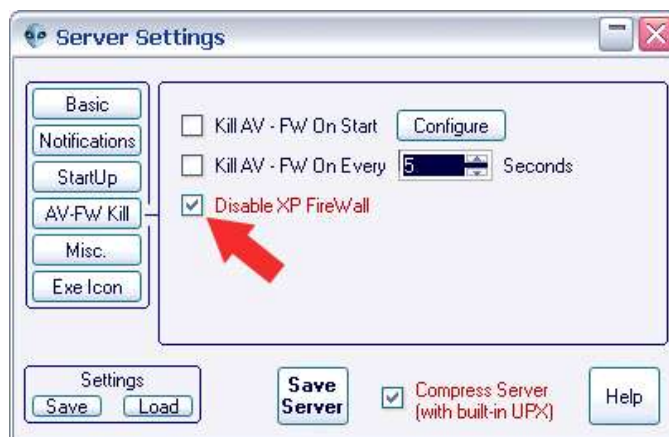 Server Settings
Basic
Notifications
StartUp
AV-FW Kill
Misc.
Exe Icon
Kill AV - FW On Start
Configure
Kill AV - FW On Every
5
Seconds
Disable XP FireWall
Settings
Save
Load
Save
Server
Compress Server
(with built-in UPX)
Help